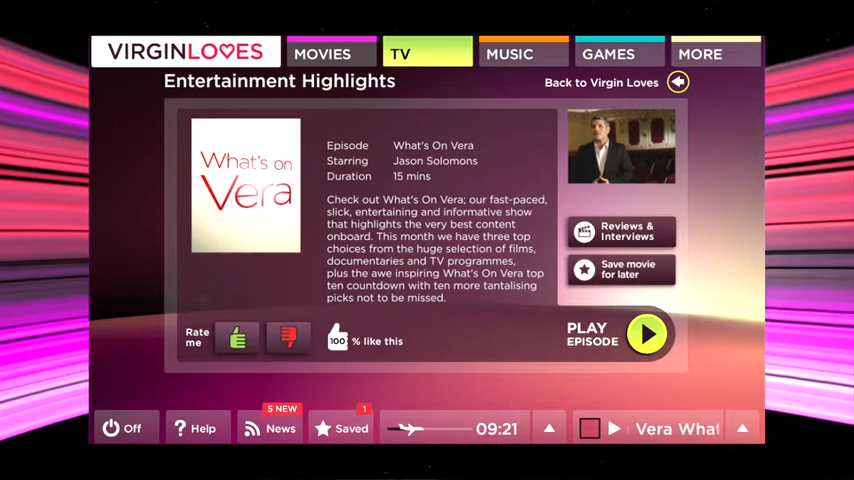 VIRGINLOVES
MOVIES
TV
MUSIC
GAMES
MORE
Entertainment Highlights
Back to Virgin Loves
What's on
Vera
Episode What's On Vera
Starring Jason Solomons
Duration 15 mins
Check out What's On Vera; our fast-paced,
slick, entertaining and informative show
that highlights the very best content
onboard. This month we have three top
choices from the huge selection of films,
documentaries and TV programmes,
plus the awe inspiring What's On Vera top
ten countdown with ten more tantalising
picks not to be missed.
Reviews &
Interviews
Save movie
for later
Rate
me
100 % like this
PLAY
EPISODE
Off
Help
5 NEW
News
1
Saved
09:21
Vera What